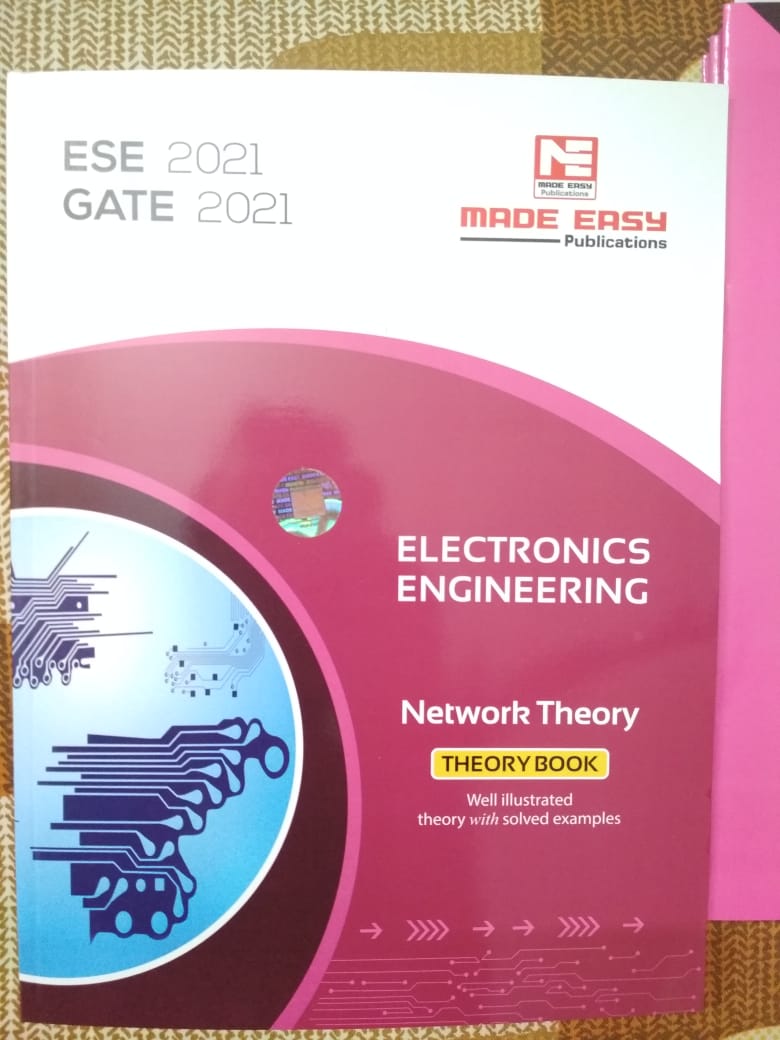 ESE 2021
GATE 2021
ME
MADE EASY
Publications
MADE EASY
Publications
ELECTRONICS
ENGINEERING
Network Theory
THEORY BOOK
Well illustrated
theory with solved examples